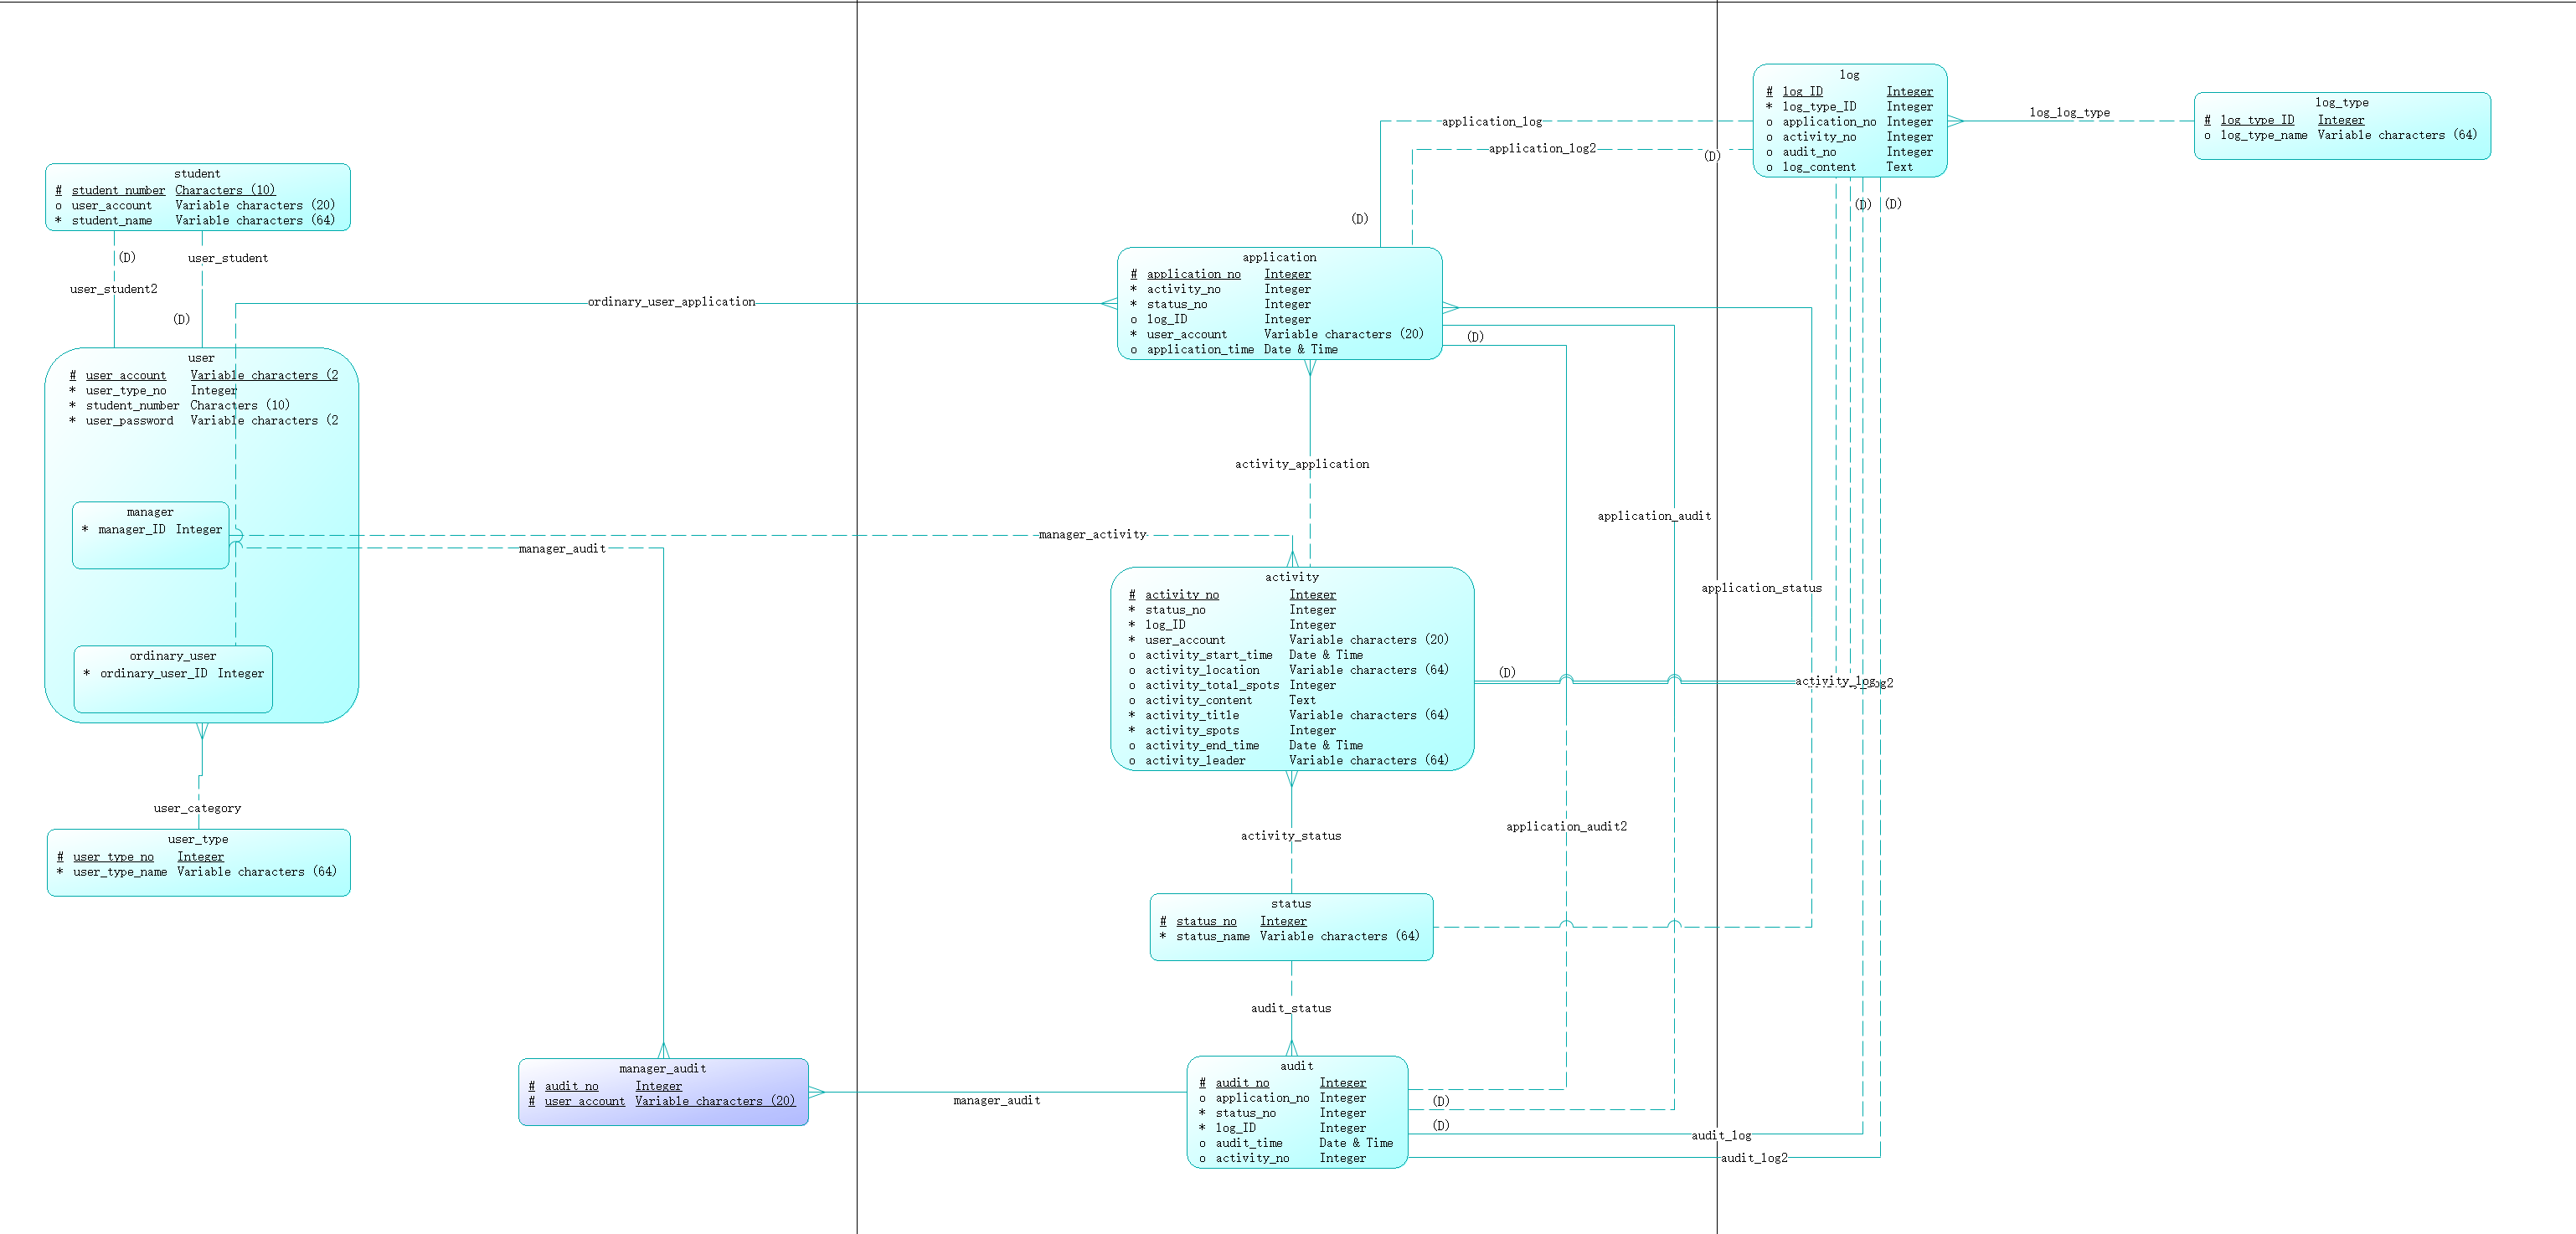 student
# student_number Characters (10)
o user_account Variable characters (20)
* student_name Variable characters (64)
(D)
user_student
user_student2
(D)
user
# user_account Variable characters (2
* user_type_no Integer
* student_number Characters (10)
* user_password Variable characters (2
manager
* manager_ID Integer
ordinary_user
* ordinary_user_ID Integer
user_category
user_type
# user_type_no Integer
* user_type_name Variable characters (64)
ordinary_user_application
manager_activity
manager_audit
manager_audit
# audit_no Integer
# user_account Variable characters (20)
manager_audit
application_log
application_log2
(D)
(D)
application
# application_no Integer
* activity_no Integer
* status_no Integer
o log_ID Integer
* user_account Variable characters (20)
o application_time Date & Time
(D)
activity_application
application_audit
application_status
activity
# activity_no Integer
* status_no Integer
* log_ID Integer
* user_account Variable characters (20)
o activity_start_time Date & Time
o activity_location Variable characters (64)
o activity_total_spots Integer
o activity_content Text
* activity_title Variable characters (64)
* activity_spots Integer
o activity_end_time Date & Time
o activity_leader Variable characters (64)
(D)
activity_log
activity_status
application_audit2
status
# status_no Integer
* status_name Variable characters (64)
audit_status
audit
# audit_no Integer
o application_no Integer
* status_no Integer
* log_ID Integer
o audit_time Date & Time
o activity_no Integer
(D)
(D)
audit_log
audit_log2
log
# log_ID Integer
* log_type_ID Integer
o application_no Integer
o activity_no Integer
o audit_no Integer
o log_content Text
(D)
(D)
log_log_type
log_type
# log_type_ID Integer
o log_type_name Variable characters (64)